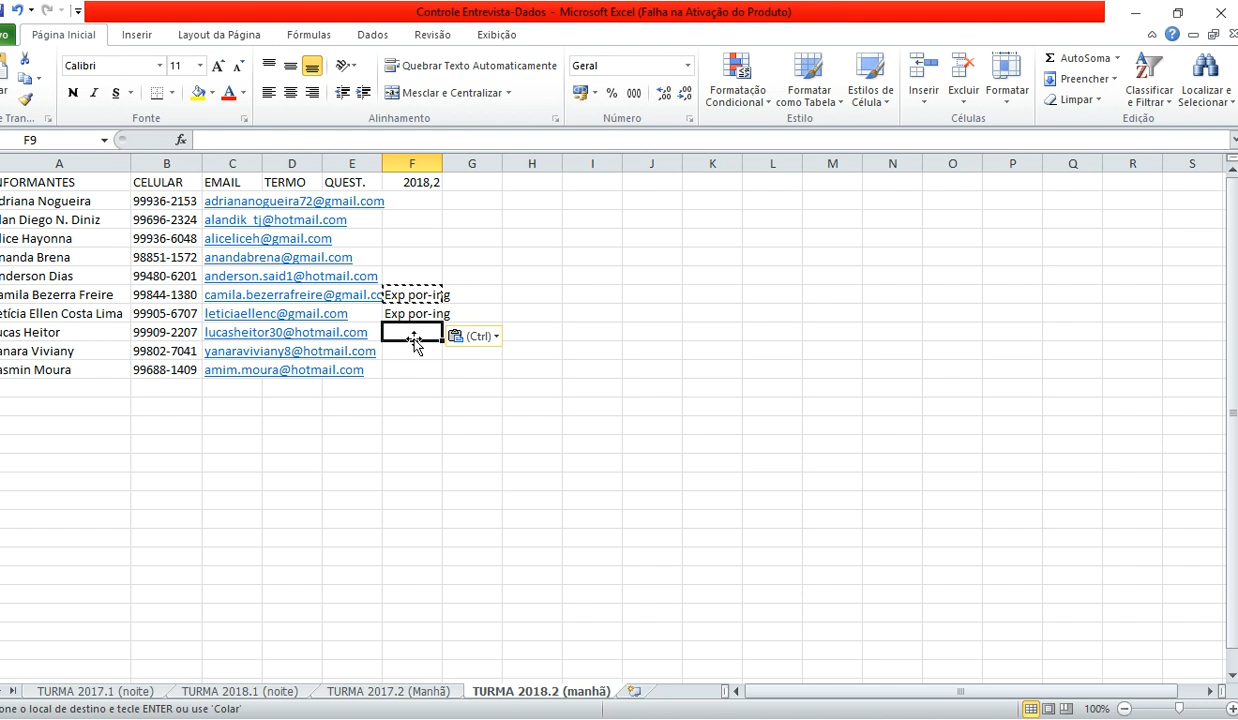 Controle Entrevista-Dados - Microsoft Excel (Falha na Ativação do Produto)
vo Página Inicial Inserir Layout da Página Fórmulas Dados Revisão Exibição
Calibri 11 A A Quebrar Texto Automaticamente Geral AutoSoma
ar N I S A Mesclar e Centralizar % 000 Formatação Condicional Formatar como Tabela Estilos de Célula Inserir Excluir Formatar Preencher Limpar Classificar e Filtrar Localizar e Selecionar
e Tran... Fonte Alinhamento Número Estilo Células Edição
F9 fx
A B C D E F G H I J K L M N O P Q R S
NFORMANTES CELULAR EMAIL TERMO QUEST. 2018,2
driana Nogueira 99936-2153 adriananogueira72@gmail.com
lan Diego N. Diniz 99696-2324 alandik_tj@hotmail.com
lice Hayonna 99936-6048 aliceliceh@gmail.com
nanda Brena 98851-1572 anandabrena@gmail.com
nderson Dias 99480-6201 anderson.said1@hotmail.com
amila Bezerra Freire 99844-1380 camila.bezerrafreire@gmail.co Exp por-ing
etícia Ellen Costa Lima 99905-6707 leticiaellenc@gmail.com Exp por-ing
ucas Heitor 99909-2207 lucasheitor30@hotmail.com (Ctrl)
anara Viviany 99802-7041 yanaraviviany8@hotmail.com
asmin Moura 99688-1409 amim.moura@hotmail.com
TURMA 2017.1 (noite) TURMA 2018.1 (noite) TURMA 2017.2 (Manhã) TURMA 2018.2 (manhã)
one o local de destino e tecle ENTER ou use 'Colar' 100%